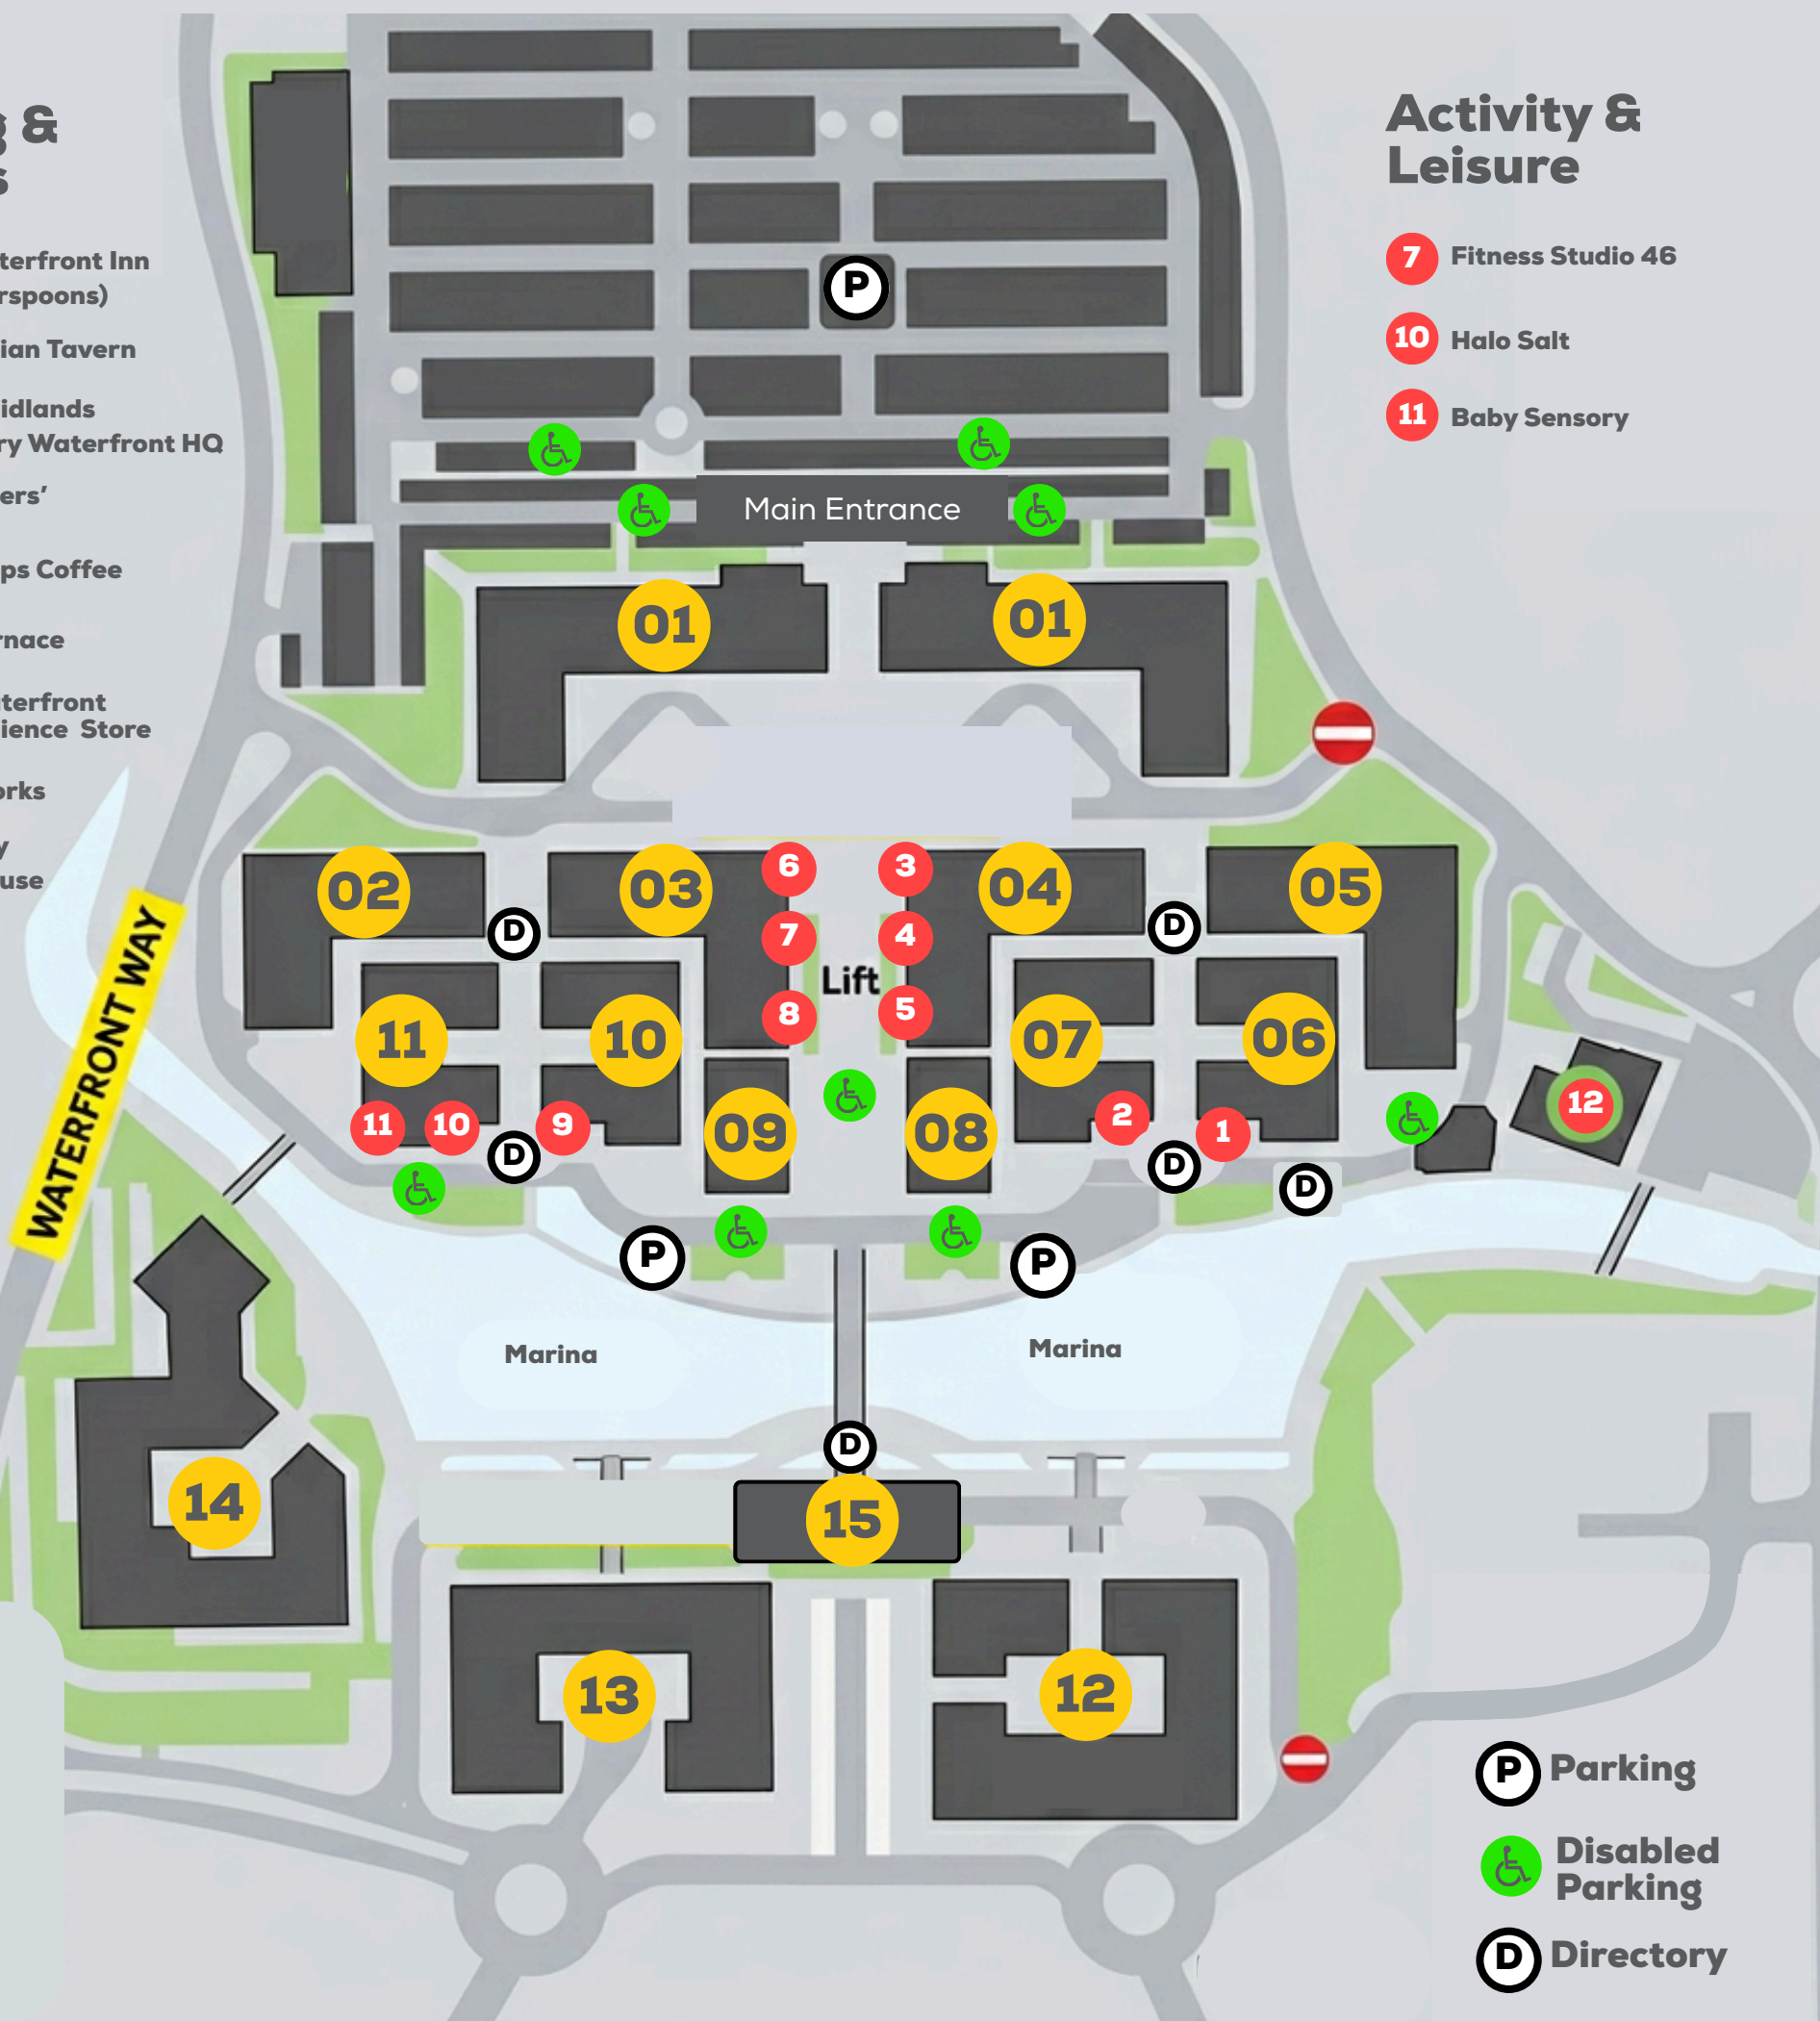 &
terfront Inn
rspoons)
ian Tavern
idlands
ry Waterfront HQ
ers’
ps Coffee
rnace
terfront
ience Store
orks
y
use
Activity &
Leisure
7 Fitness Studio 46
10 Halo Salt
11 Baby Sensory
P
Main Entrance
01 01
02 03 6 3 04 05
D 7 4 D
Lift
11 10 8 5 07 06
12
11 10 9 09 08 2 1
D D D
P P
WATERFRONT WAY
Marina Marina
D
14 15
13 12
P Parking
Disabled
Parking
D Directory